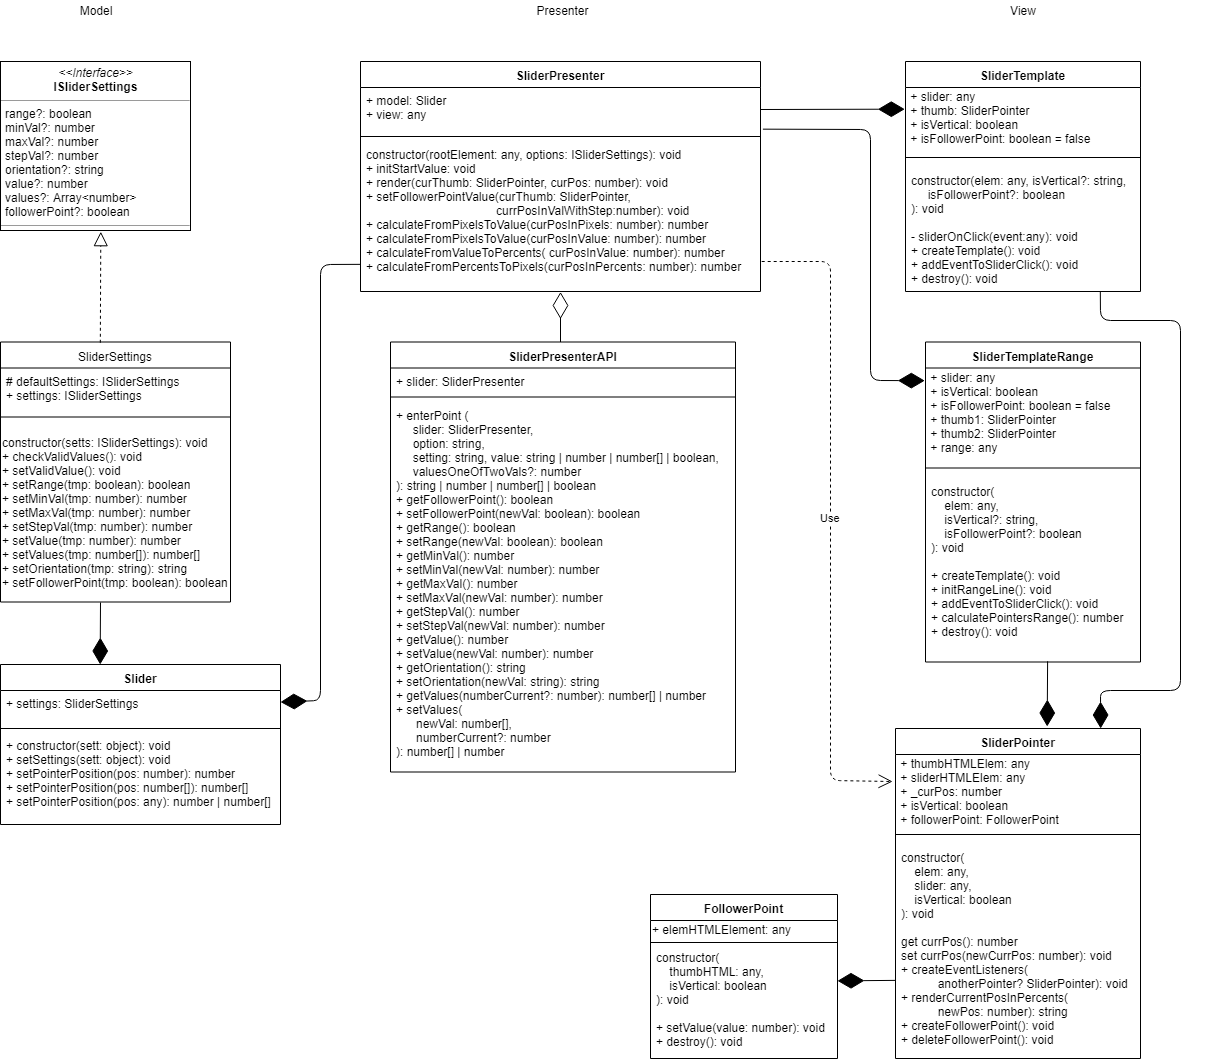 Model
Presenter
View
<<Interface>>
ISliderSettings
range?: boolean
minVal?: number
maxVal?: number
stepVal?: number
orientation?: string
value?: number
values?: Array<number>
followerPoint?: boolean
SliderSettings
# defaultSettings: ISliderSettings
+ settings: ISliderSettings
constructor(setts: ISliderSettings): void
+ checkValidValues(): void
+ setValidValue(): void
+ setRange(tmp: boolean): boolean
+ setMinVal(tmp: number): number
+ setMaxVal(tmp: number): number
+ setStepVal(tmp: number): number
+ setValue(tmp: number): number
+ setValues(tmp: number[]): number[]
+ setOrientation(tmp: string): string
+ setFollowerPoint(tmp: boolean): boolean
Slider
+ settings: SliderSettings
+ constructor(sett: object): void
+ setSettings(sett: object): void
+ setPointerPosition(pos: number): number
+ setPointerPosition(pos: number[]): number[]
+ setPointerPosition(pos: any): number | number[]
SliderPresenter
+ model: Slider
+ view: any
constructor(rootElement: any, options: ISliderSettings): void
+ initStartValue: void
+ render(curThumb: SliderPointer, curPos: number): void
+ setFollowerPointValue(curThumb: SliderPointer,
currPosInValWithStep:number): void
+ calculateFromPixelsToValue(curPosInPixels: number): number
+ calculateFromPixelsToValue(curPosInValue: number): number
+ calculateFromValueToPercents( curPosInValue: number): number
+ calculateFromPercentsToPixels(curPosInPercents: number): number
SliderPresenterAPI
+ slider: SliderPresenter
+ enterPoint (
slider: SliderPresenter,
option: string,
setting: string, value: string | number | number[] | boolean,
valuesOneOfTwoVals?: number
): string | number | number[] | boolean
+ getFollowerPoint(): boolean
+ setFollowerPoint(newVal: boolean): boolean
+ getRange(): boolean
+ setRange(newVal: boolean): boolean
+ getMinVal(): number
+ setMinVal(newVal: number): number
+ getMaxVal(): number
+ setMaxVal(newVal: number): number
+ getStepVal(): number
+ setStepVal(newVal: number): number
+ getValue(): number
+ setValue(newVal: number): number
+ getOrientation(): string
+ setOrientation(newVal: string): string
+ getValues(numberCurrent?: number): number[] | number
+ setValues(
newVal: number[],
numberCurrent?: number
): number[] | number
Use
SliderTemplate
+ slider: any
+ thumb: SliderPointer
+ isVertical: boolean
+ isFollowerPoint: boolean = false
constructor(elem: any, isVertical?: string,
isFollowerPoint?: boolean
): void
- sliderOnClick(event:any): void
+ createTemplate(): void
+ addEventToSliderClick(): void
+ destroy(): void
SliderTemplateRange
+ slider: any
+ isVertical: boolean
+ isFollowerPoint: boolean = false
+ thumb1: SliderPointer
+ thumb2: SliderPointer
+ range: any
constructor(
elem: any,
isVertical?: string,
isFollowerPoint?: boolean
): void
+ createTemplate(): void
+ initRangeLine(): void
+ addEventToSliderClick(): void
+ calculatePointersRange(): number
+ destroy(): void
SliderPointer
+ thumbHTMLElem: any
+ sliderHTMLElem: any
+ _curPos: number
+ isVertical: boolean
+ followerPoint: FollowerPoint
constructor(
elem: any,
slider: any,
isVertical: boolean
): void
get currPos(): number
set currPos(newCurrPos: number): void
+ createEventListeners(
anotherPointer? SliderPointer): void
+ renderCurrentPosInPercents(
newPos: number): string
+ createFollowerPoint(): void
+ deleteFollowerPoint(): void
FollowerPoint
+ elemHTMLElement: any
constructor(
thumbHTML: any,
isVertical: boolean
): void
+ setValue(value: number): void
+ destroy(): void